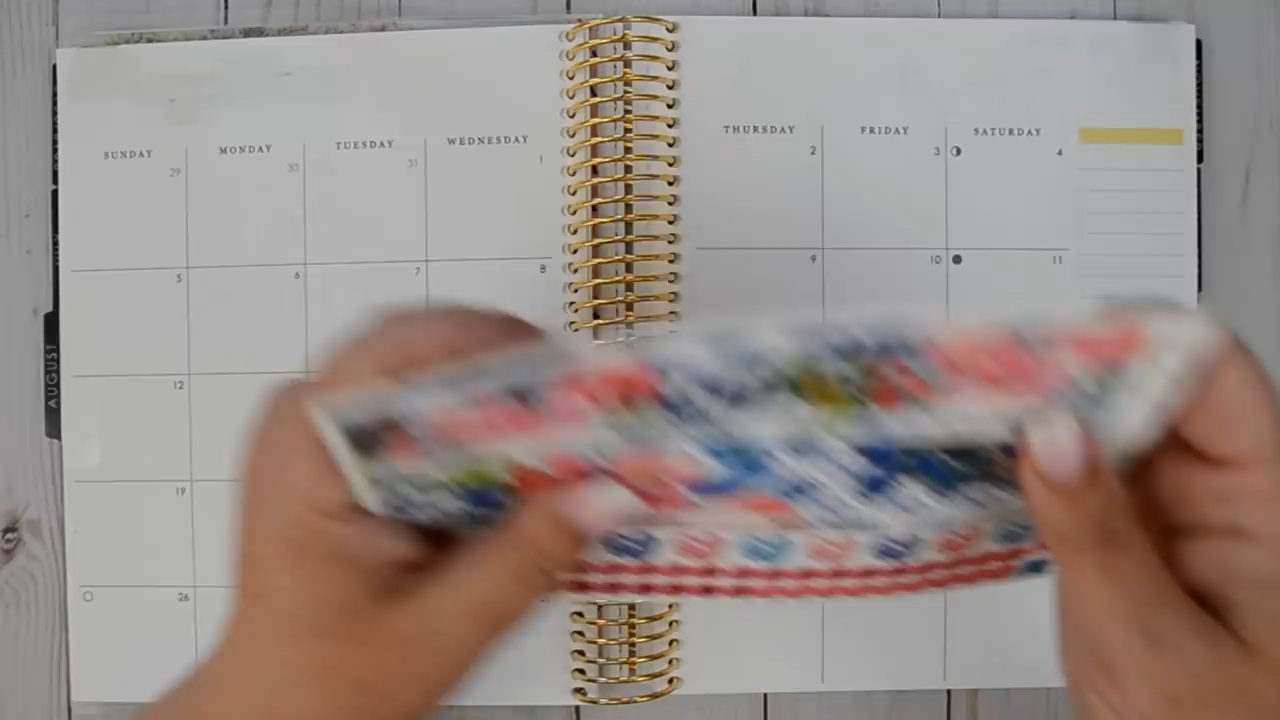 SUNDAY MONDAY TUESDAY WEDNESDAY THURSDAY FRIDAY SATURDAY
29 30 31 1 2 3 4
5 6 7 8 9 10 11
12
19
26
AUGUST